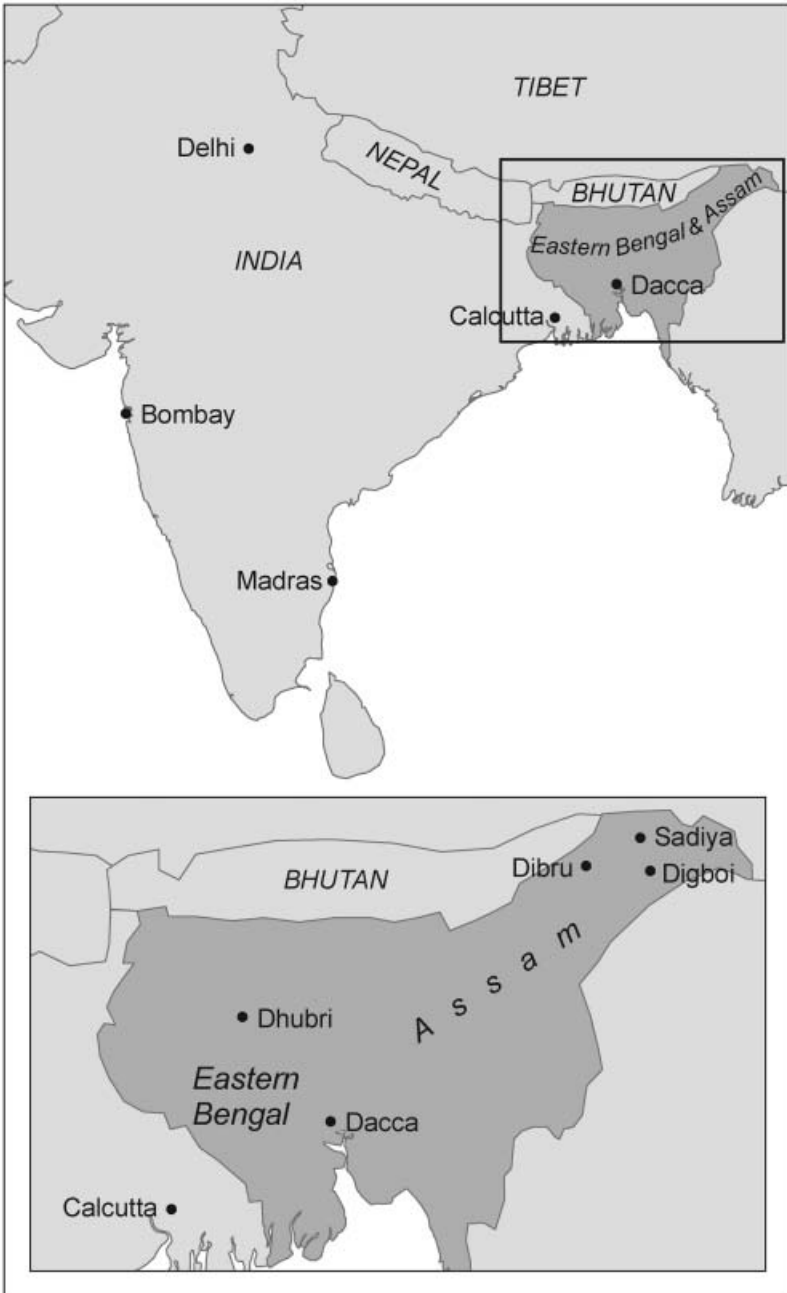 TIBET
Delhi
NEPAL
BHUTAN
Eastern Bengal & Assam
INDIA
Dacca
Calcutta
Bombay
Madras
Sadiya
Dibru
Digboi
BHUTAN
Assam
Dhubri
Eastern
Bengal
Dacca
Calcutta